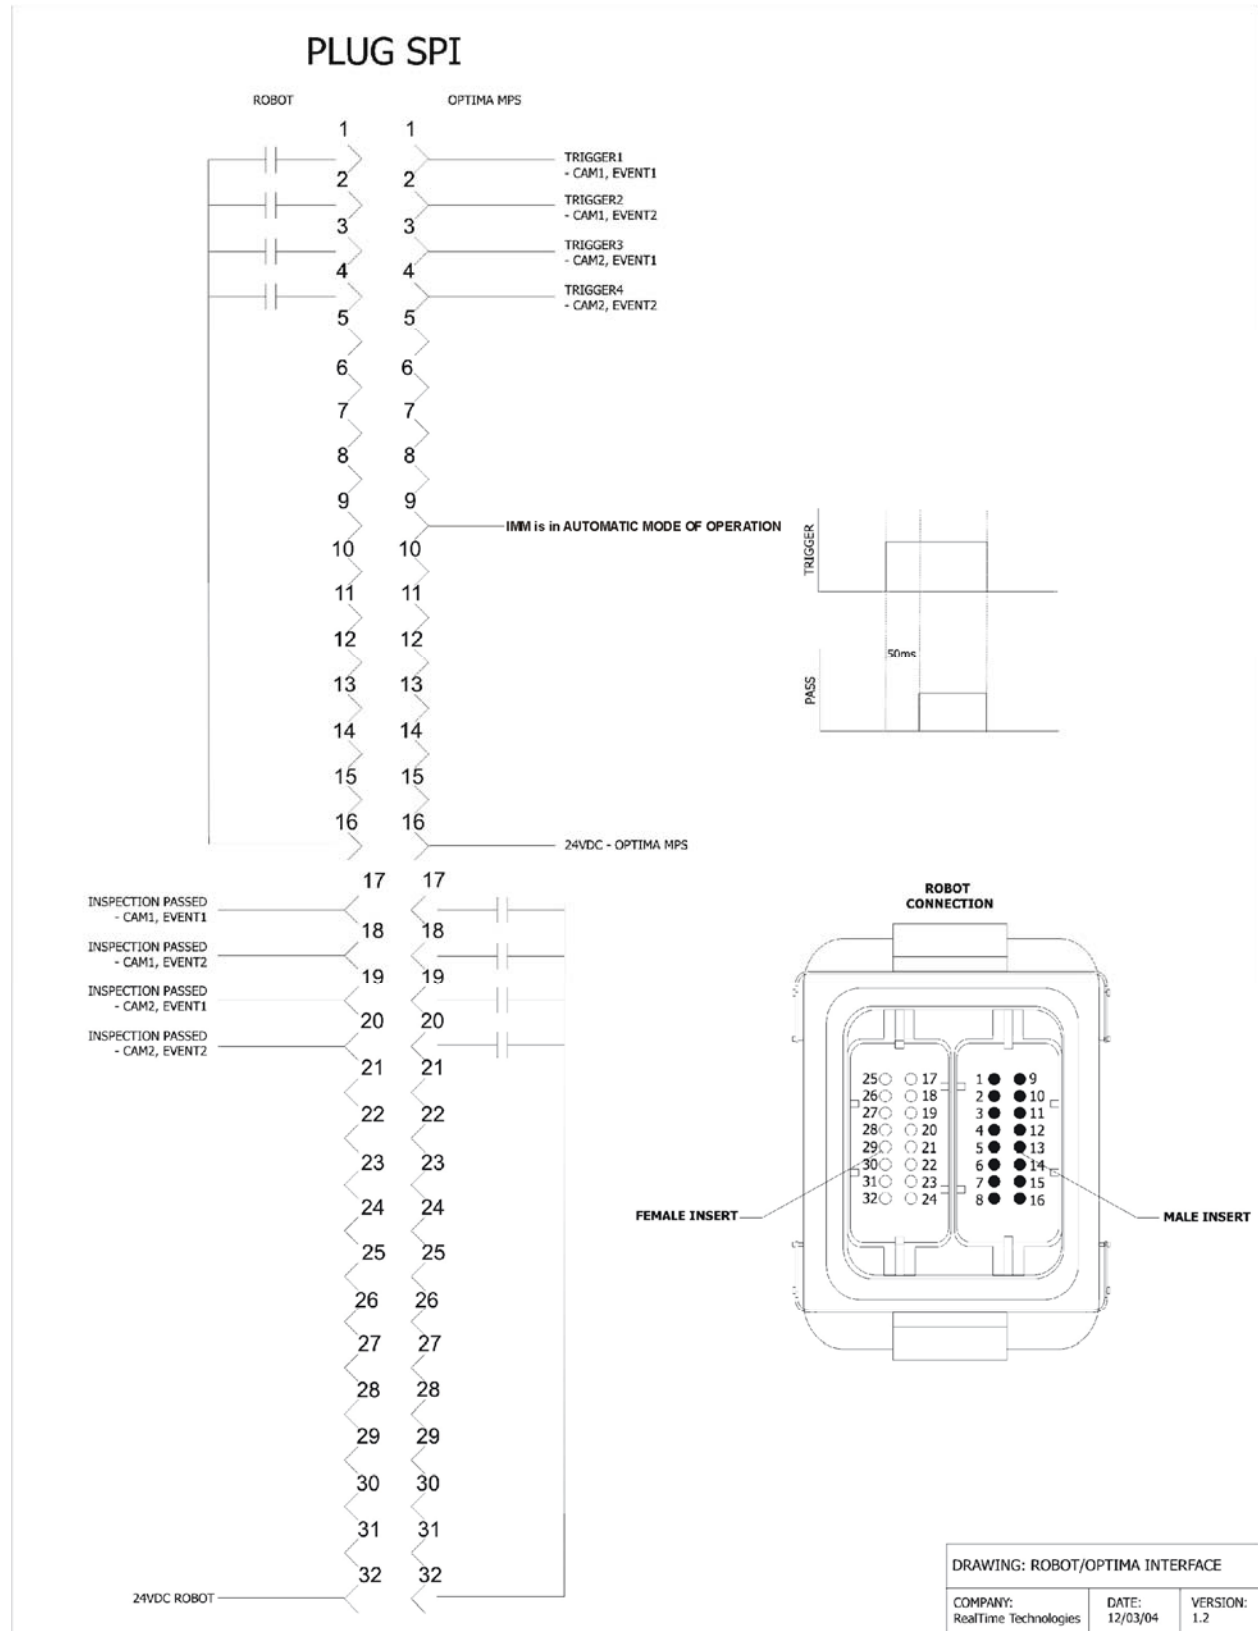 PLUG SPI
ROBOT
OPTIMA MPS
1 1
TRIGGER1
- CAM1, EVENT1
2 2
TRIGGER2
- CAM1, EVENT2
3 3
TRIGGER3
- CAM2, EVENT1
4 4
TRIGGER4
- CAM2, EVENT2
5 5
6 6
7 7
8 8
9 9
IMM is in AUTOMATIC MODE OF OPERATION
10 10
11 11
12 12
13 13
14 14
15 15
16 16
24VDC - OPTIMA MPS
TRIGGER
50ms
PASS
17 17
INSPECTION PASSED
- CAM1, EVENT1
18 18
INSPECTION PASSED
- CAM1, EVENT2
19 19
INSPECTION PASSED
- CAM2, EVENT1
20 20
INSPECTION PASSED
- CAM2, EVENT2
21 21
22 22
23 23
24 24
25 25
26 26
27 27
28 28
29 29
30 30
31 31
32 32
24VDC ROBOT
ROBOT
CONNECTION
25 17 1 9
26 18 2 10
27 19 3 11
28 20 4 12
29 21 5 13
30 22 6 14
31 23 7 15
32 24 8 16
FEMALE INSERT
MALE INSERT
DRAWING: ROBOT/OPTIMA INTERFACE
COMPANY:
RealTime Technologies
DATE:
12/03/04
VERSION:
1.2